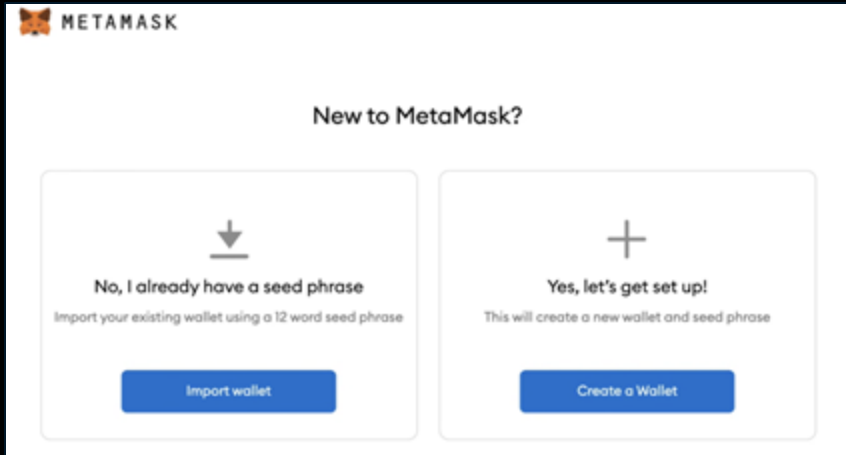 METAMASK
New to MetaMask?
No, I already have a seed phrase
Import your existing wallet using a 12 word seed phrase
Import wallet
Yes, let's get set up!
This will create a new wallet and seed phrase
Create a Wallet